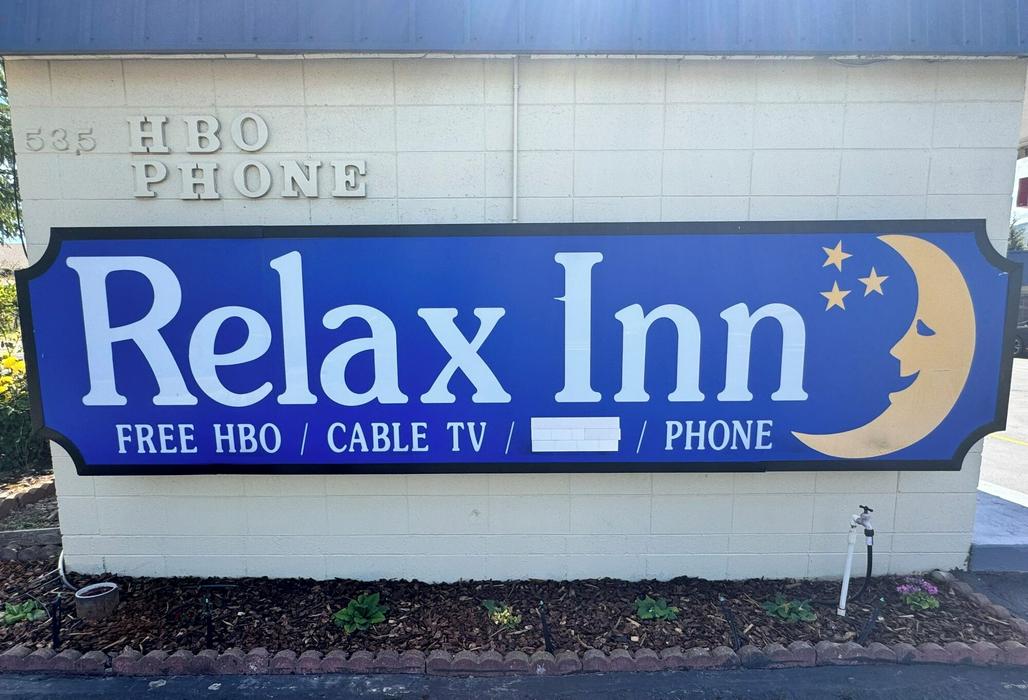 535 HBO
PHONE
Relax Inn
FREE HBO / CABLE TV / / PHONE